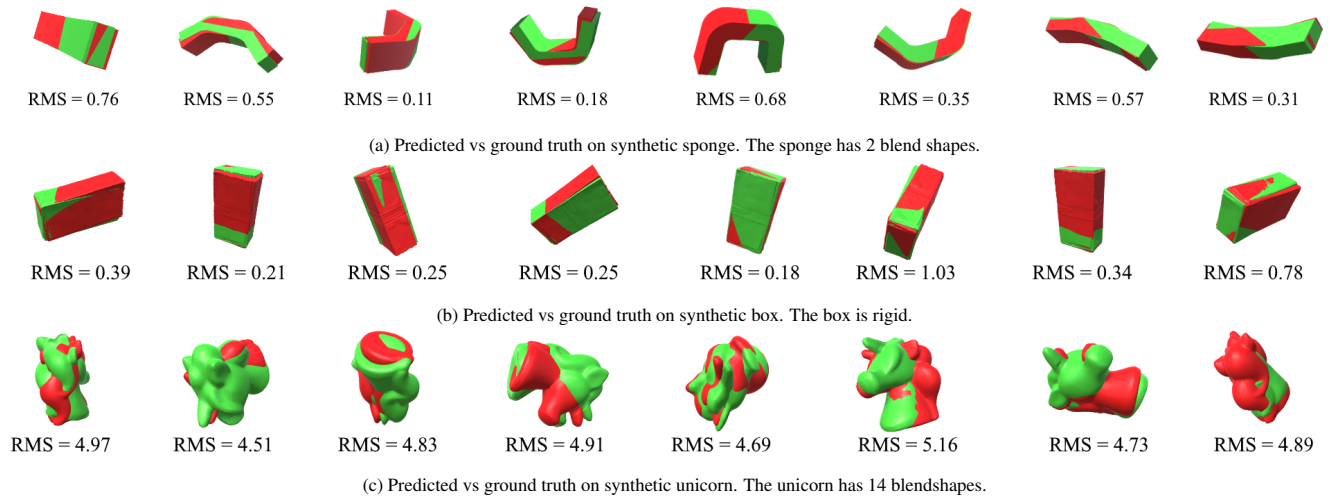 RMS = 0.76 RMS = 0.55 RMS = 0.11 RMS = 0.18 RMS = 0.68 RMS = 0.35 RMS = 0.57 RMS = 0.31
(a) Predicted vs ground truth on synthetic sponge. The sponge has 2 blend shapes.
RMS = 0.39 RMS = 0.21 RMS = 0.25 RMS = 0.25 RMS = 0.18 RMS = 1.03 RMS = 0.34 RMS = 0.78
(b) Predicted vs ground truth on synthetic box. The box is rigid.
RMS = 4.97 RMS = 4.51 RMS = 4.83 RMS = 4.91 RMS = 4.69 RMS = 5.16 RMS = 4.73 RMS = 4.89
(c) Predicted vs ground truth on synthetic unicorn. The unicorn has 14 blendshapes.